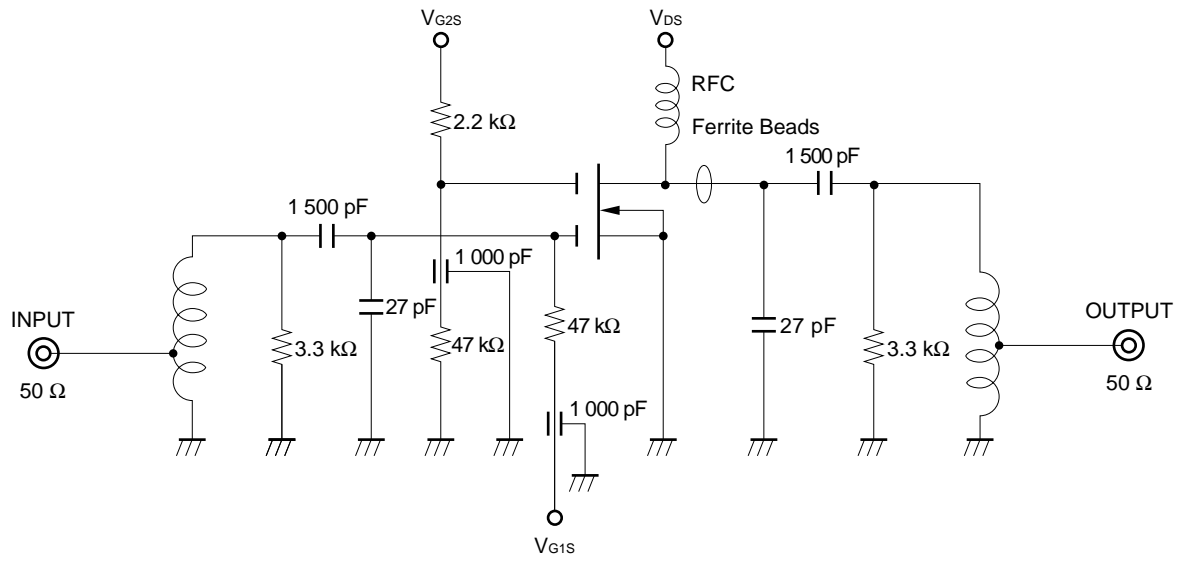 VG2S
VDS
RFC
2.2 kΩ
Ferrite Beads
1 500 pF
1 500 pF
1 000 pF
INPUT
27 pF
47 kΩ
47 kΩ
3.3 kΩ
27 pF
3.3 kΩ
OUTPUT
50 Ω
50 Ω
1 000 pF
VG1S